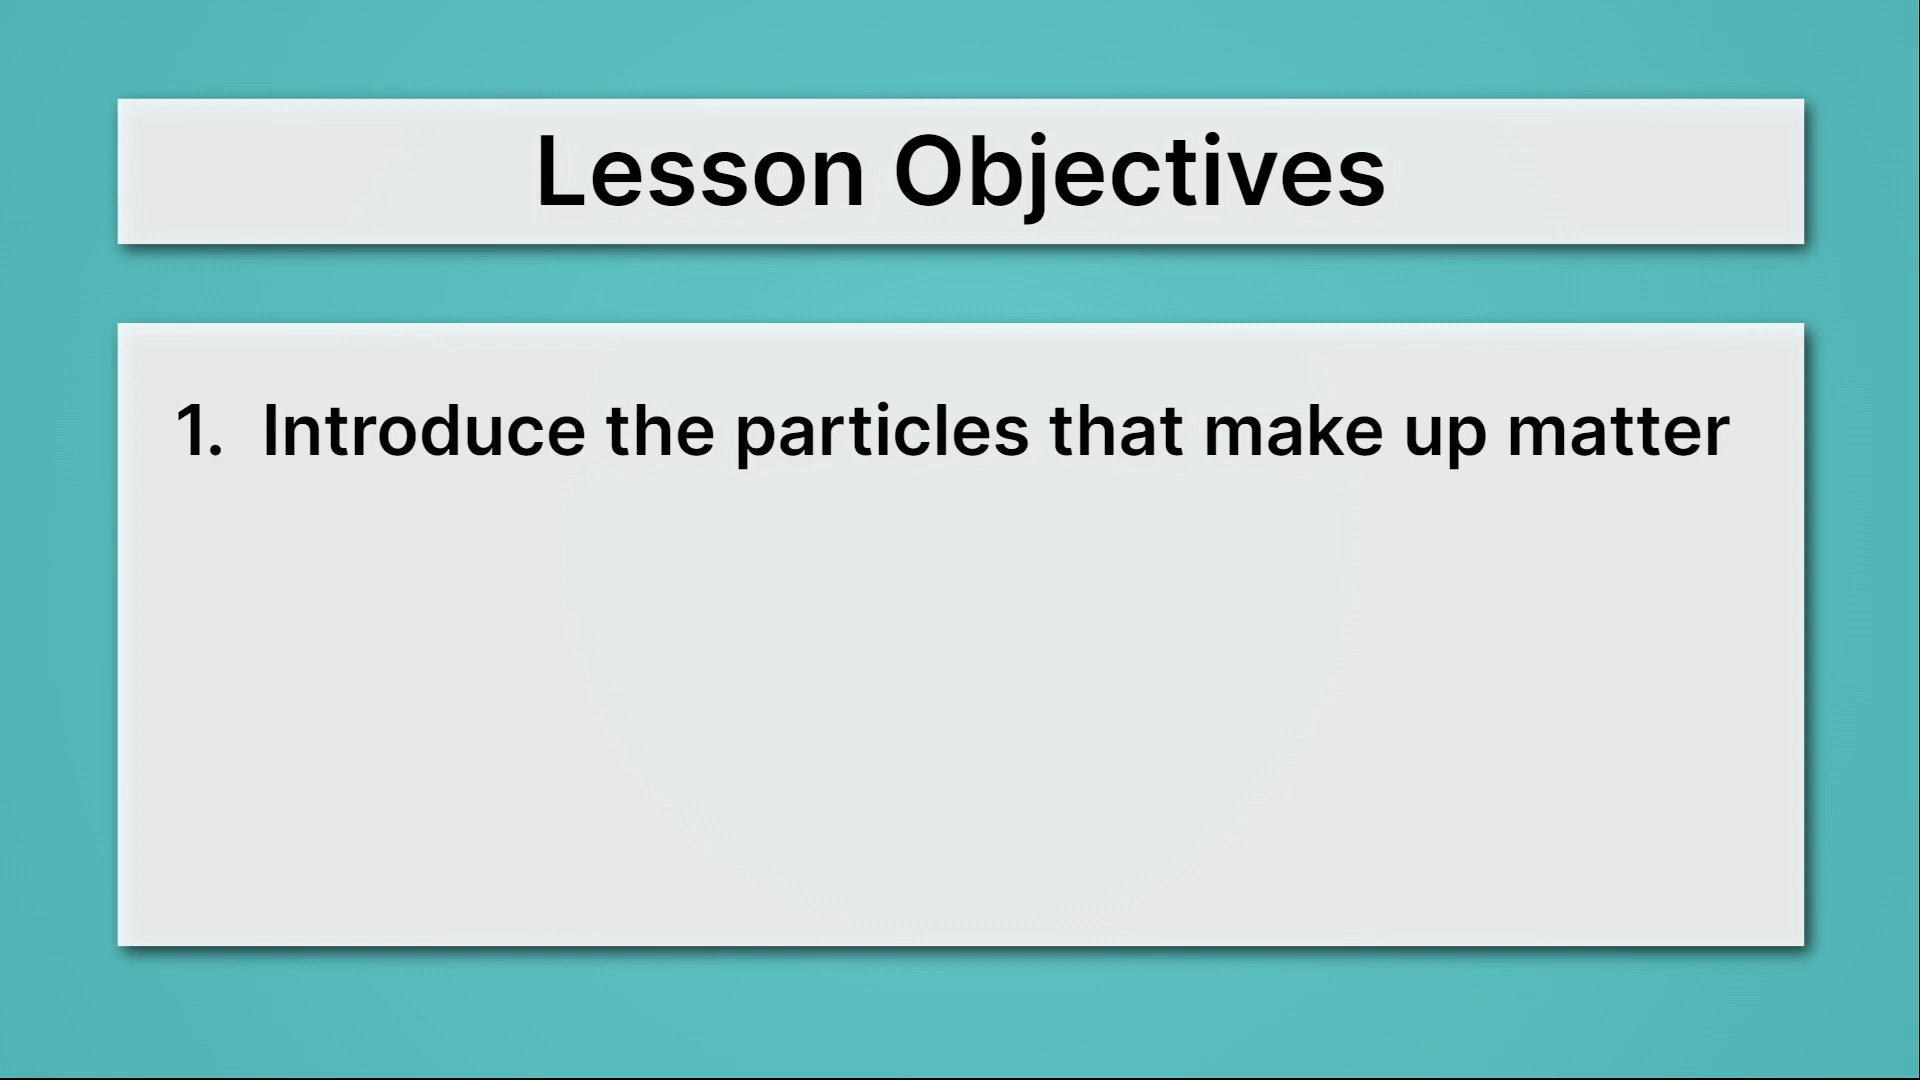 Lesson Objectives
1. Introduce the particles that make up matter